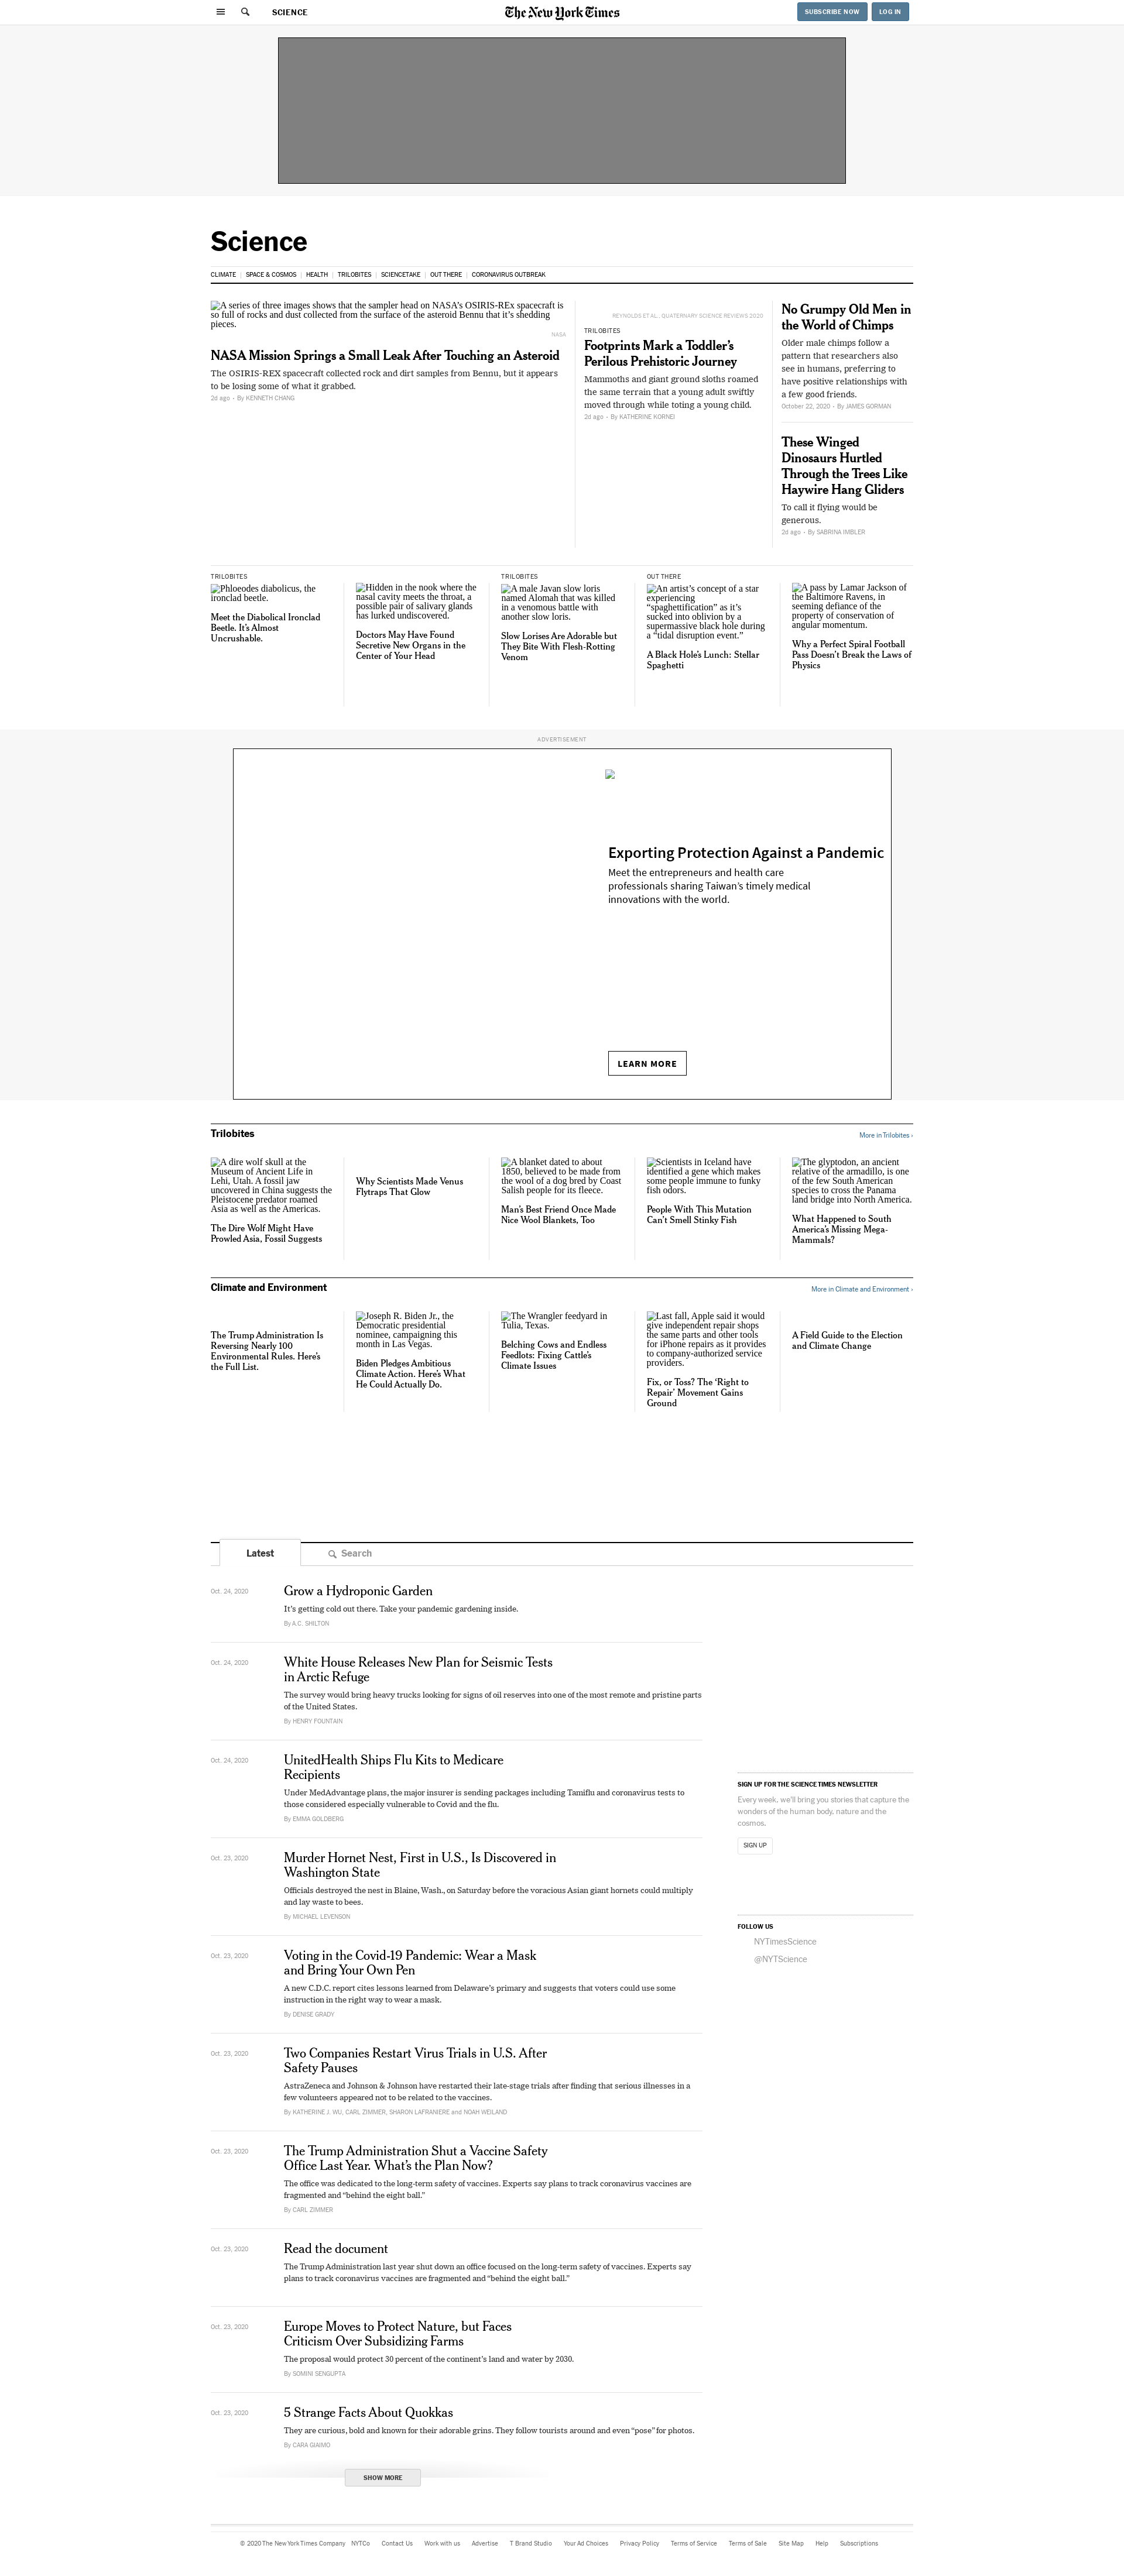 SCIENCE
The New York Times
SUBSCRIBE NOW
LOG IN
Science
CLIMATE | SPACE & COSMOS | HEALTH | TRILOBITES | SCIENCETAKE | OUT THERE | CORONAVIRUS OUTBREAK
A series of three images shows that the sampler head on NASA's OSIRIS-REx spacecraft is
so full of rocks and dust collected from the surface of the asteroid Bennu that it's shedding
pieces.
NASA
NASA Mission Springs a Small Leak After Touching an Asteroid
The OSIRIS-REX spacecraft collected rock and dirt samples from Bennu, but it appears
to be losing some of what it grabbed.
2d ago - By KENNETH CHANG
REYNOLDS ET AL., QUATERNARY SCIENCE REVIEWS 2020
TRILOBITES
Footprints Mark a Toddler's
Perilous Prehistoric Journey
Mammoths and giant ground sloths roamed
the same terrain that a young adult swiftly
moved through while toting a young child.
2d ago - By KATHERINE KORNEI
No Grumpy Old Men in
the World of Chimps
Older male chimps follow a
pattern that researchers also
see in humans, preferring to
have positive relationships with
a few good friends.
October 22, 2020 - By JAMES GORMAN
These Winged
Dinosaurs Hurtled
Through the Trees Like
Haywire Hang Gliders
To call it flying would be
generous.
2d ago - By SABRINA IMBLER
TRILOBITES
Phloeodes diabolicus, the
ironclad beetle.
Meet the Diabolical Ironclad
Beetle. It's Almost
Uncrushable.
Hidden in the nook where the
nasal cavity meets the throat, a
possible pair of salivary glands
has lurked undiscovered.
Doctors May Have Found
Secretive New Organs in the
Center of Your Head
TRILOBITES
A male Javan slow loris
named Alomah that was killed
in a venomous battle with
another slow loris.
Slow Lorises Are Adorable but
They Bite With Flesh-Rotting
Venom
OUT THERE
An artist's concept of a star
experiencing
“spaghettification” as it's
sucked into oblivion by a
supermassive black hole during
a “tidal disruption event.”
A Black Hole's Lunch: Stellar
Spaghetti
A pass by Lamar Jackson of
the Baltimore Ravens, in
seeming defiance of the
property of conservation of
angular momentum.
Why a Perfect Spiral Football
Pass Doesn't Break the Laws of
Physics
ADVERTISEMENT
Exporting Protection Against a Pandemic
Meet the entrepreneurs and health care
professionals sharing Taiwan's timely medical
innovations with the world.
LEARN MORE
Trilobites
More in Trilobites ›
A dire wolf skull at the
Museum of Ancient Life in
Lehi, Utah. A fossil jaw
uncovered in China suggests the
Pleistocene predator roamed
Asia as well as the Americas.
The Dire Wolf Might Have
Prowled Asia, Fossil Suggests
Why Scientists Made Venus
Flytraps That Glow
A blanket dated to about
1850, believed to be made from
the wool of a dog bred by Coast
Salish people for its fleece.
Man's Best Friend Once Made
Nice Wool Blankets, Too
Scientists in Iceland have
identified a gene which makes
some people immune to funky
fish odors.
People With This Mutation
Can't Smell Stinky Fish
The glyptodon, an ancient
relative of the armadillo, is one
of the few South American
species to cross the Panama
land bridge into North America.
What Happened to South
America's Missing Mega-
Mammals?
Climate and Environment
More in Climate and Environment ›
The Trump Administration Is
Reversing Nearly 100
Environmental Rules. Here's
the Full List.
Joseph R. Biden Jr., the
Democratic presidential
nominee, campaigning this
month in Las Vegas.
Biden Pledges Ambitious
Climate Action. Here's What
He Could Actually Do.
The Wrangler feedyard in
Tulia, Texas.
Belching Cows and Endless
Feedlots: Fixing Cattle's
Climate Issues
Last fall, Apple said it would
give independent repair shops
the same parts and other tools
for iPhone repairs as it provides
to company-authorized service
providers.
Fix, or Toss? The ‘Right to
Repair’ Movement Gains
Ground
A Field Guide to the Election
and Climate Change
Latest
Search
Oct. 24, 2020
Grow a Hydroponic Garden
It's getting cold out there. Take your pandemic gardening inside.
By A.C. SHILTON
Oct. 24, 2020
White House Releases New Plan for Seismic Tests
in Arctic Refuge
The survey would bring heavy trucks looking for signs of oil reserves into one of the most remote and pristine parts
of the United States.
By HENRY FOUNTAIN
Oct. 24, 2020
UnitedHealth Ships Flu Kits to Medicare
Recipients
Under MedAdvantage plans, the major insurer is sending packages including Tamiflu and coronavirus tests to
those considered especially vulnerable to Covid and the flu.
By EMMA GOLDBERG
Oct. 23, 2020
Murder Hornet Nest, First in U.S., Is Discovered in
Washington State
Officials destroyed the nest in Blaine, Wash., on Saturday before the voracious Asian giant hornets could multiply
and lay waste to bees.
By MICHAEL LEVENSON
Oct. 23, 2020
Voting in the Covid-19 Pandemic: Wear a Mask
and Bring Your Own Pen
A new C.D.C. report cites lessons learned from Delaware's primary and suggests that voters could use some
instruction in the right way to wear a mask.
By DENISE GRADY
Oct. 23, 2020
Two Companies Restart Virus Trials in U.S. After
Safety Pauses
AstraZeneca and Johnson & Johnson have restarted their late-stage trials after finding that serious illnesses in a
few volunteers appeared not to be related to the vaccines.
By KATHERINE J. WU, CARL ZIMMER, SHARON LAFRANIERE and NOAH WEILAND
Oct. 23, 2020
The Trump Administration Shut a Vaccine Safety
Office Last Year. What's the Plan Now?
The office was dedicated to the long-term safety of vaccines. Experts say plans to track coronavirus vaccines are
fragmented and “behind the eight ball.”
By CARL ZIMMER
Oct. 23, 2020
Read the document
The Trump Administration last year shut down an office focused on the long-term safety of vaccines. Experts say
plans to track coronavirus vaccines are fragmented and “behind the eight ball.”
Oct. 23, 2020
Europe Moves to Protect Nature, but Faces
Criticism Over Subsidizing Farms
The proposal would protect 30 percent of the continent's land and water by 2030.
By SOMINI SENGUPTA
Oct. 23, 2020
5 Strange Facts About Quokkas
They are curious, bold and known for their adorable grins. They follow tourists around and even “pose” for photos.
By CARA GIAIMO
SHOW MORE
SIGN UP FOR THE SCIENCE TIMES NEWSLETTER
Every week, we'll bring you stories that capture the
wonders of the human body, nature and the
cosmos.
SIGN UP
FOLLOW US
NYTimesScience
@NYTScience
© 2020 The New York Times Company NYTCo Contact Us Work with us Advertise T Brand Studio Your Ad Choices Privacy Policy Terms of Service Terms of Sale Site Map Help Subscriptions